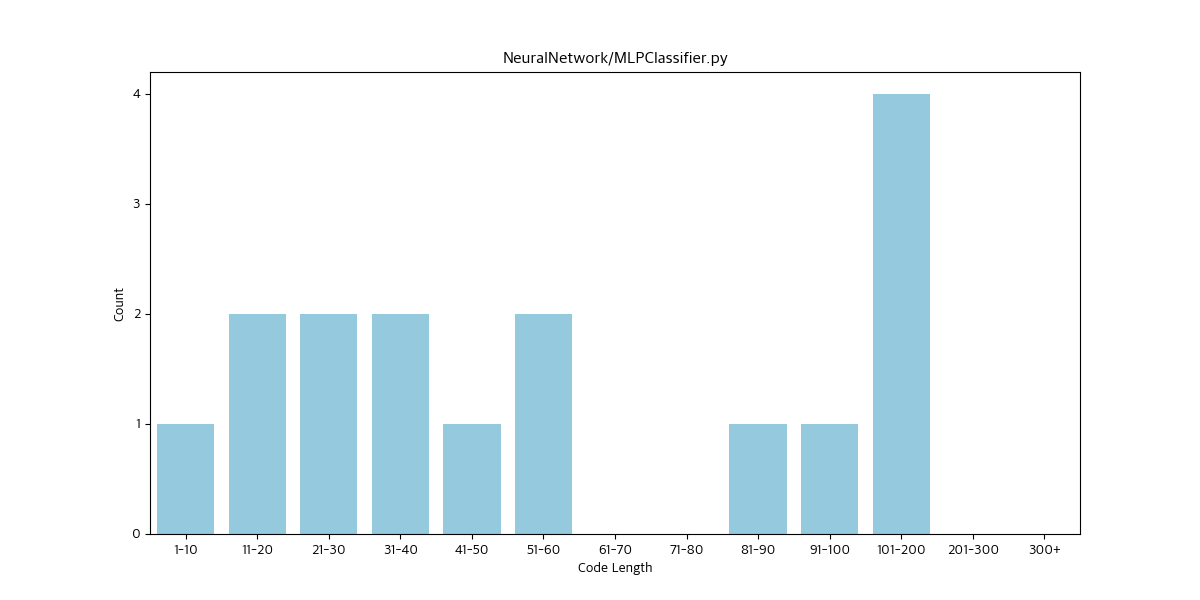 NeuralNetwork/MLPClassifier.py
4
3
2
1
0
Count
1-10 11-20 21-30 31-40 41-50 51-60 61-70 71-80 81-90 91-100 101-200 201-300 300+
Code Length